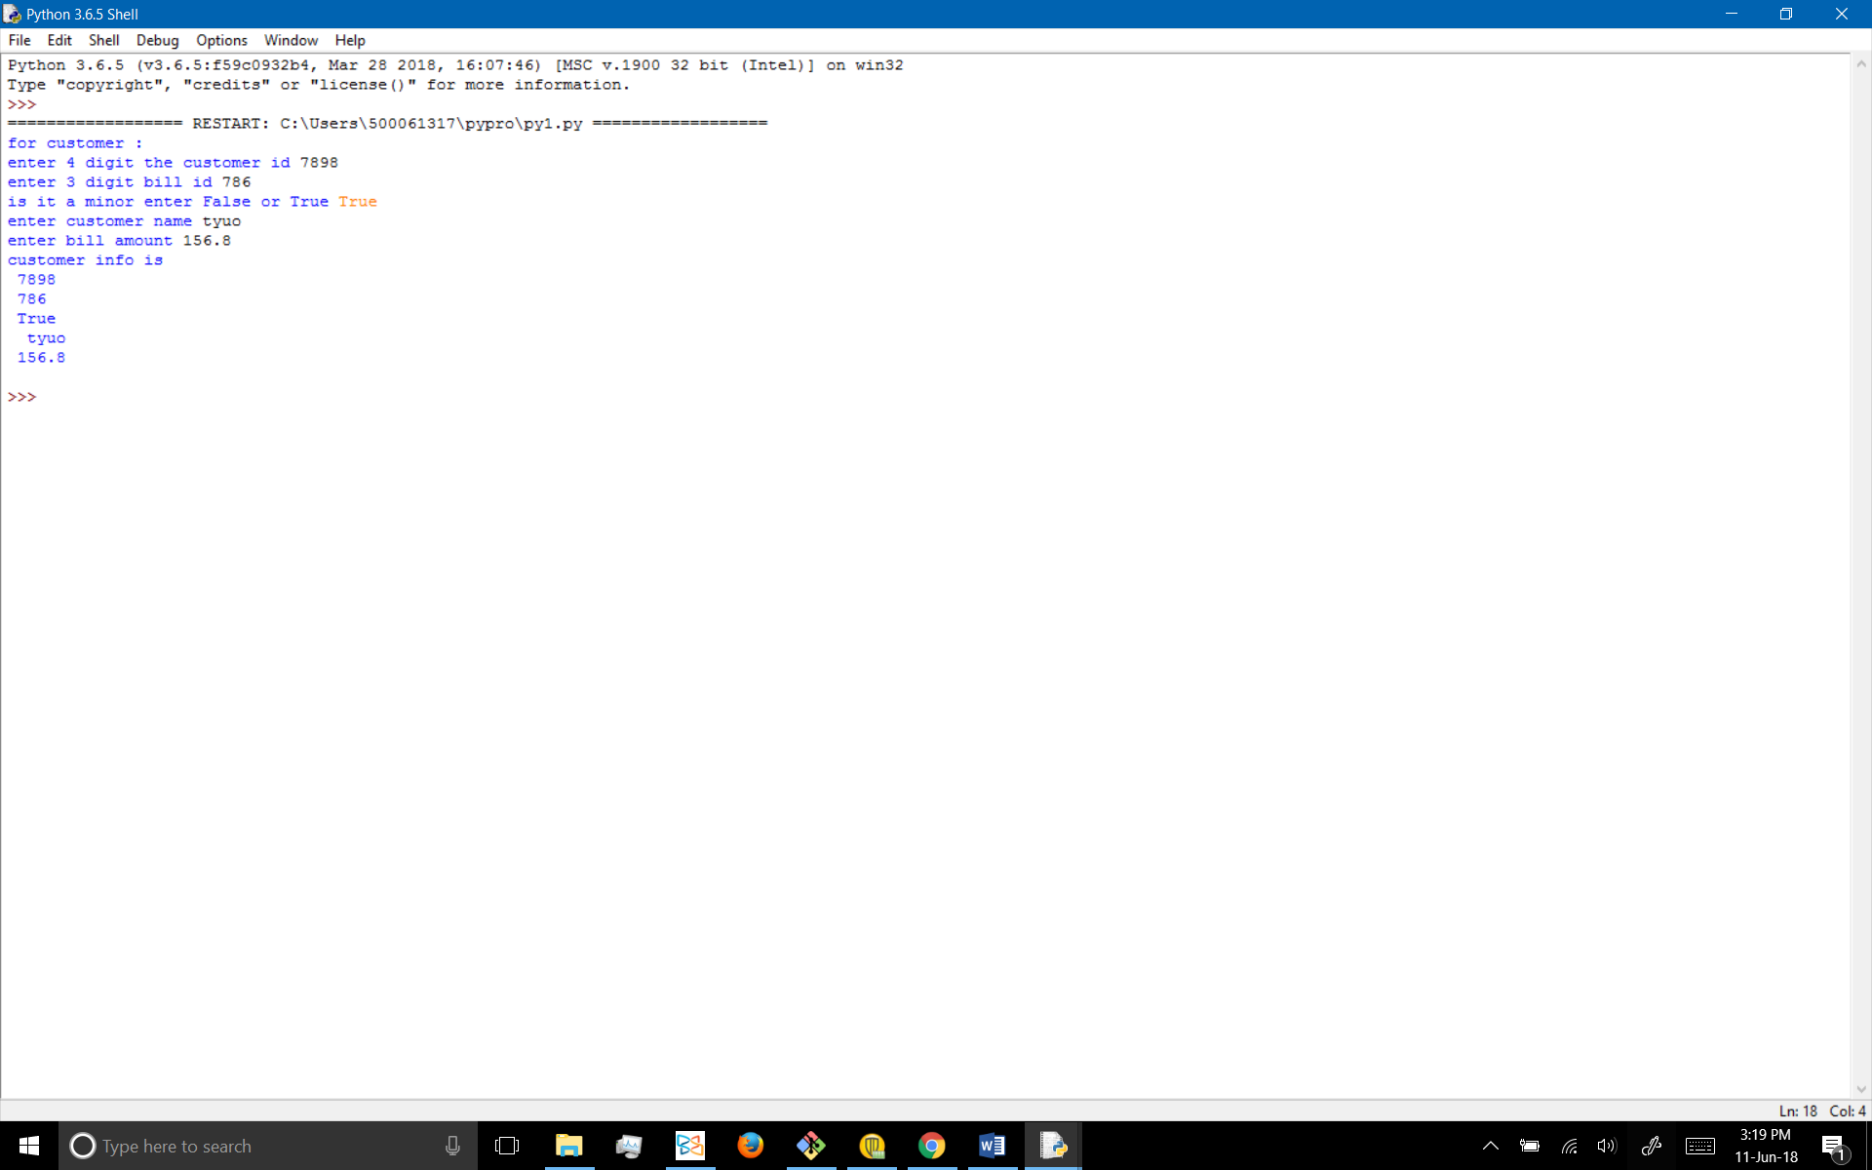 Python 3.6.5 Shell
File Edit Shell Debug Options Window Help
Python 3.6.5 (v3.6.5:f59c0932b4, Mar 28 2018, 16:07:46) [MSC v.1900 32 bit (Intel)] on win32
Type "copyright", "credits" or "license()" for more information.
>>>
================== RESTART: C:\Users\500061317\pypro\py1.py ==================
for customer :
enter 4 digit the customer id 7898
enter 3 digit bill id 786
is it a minor enter False or True True
enter customer name tyuo
enter bill amount 156.8
customer info is
 7898
 786
 True
  tyuo
 156.8
>>>
Ln: 18 Col: 4
Type here to search
3:19 PM
11-Jun-18
1